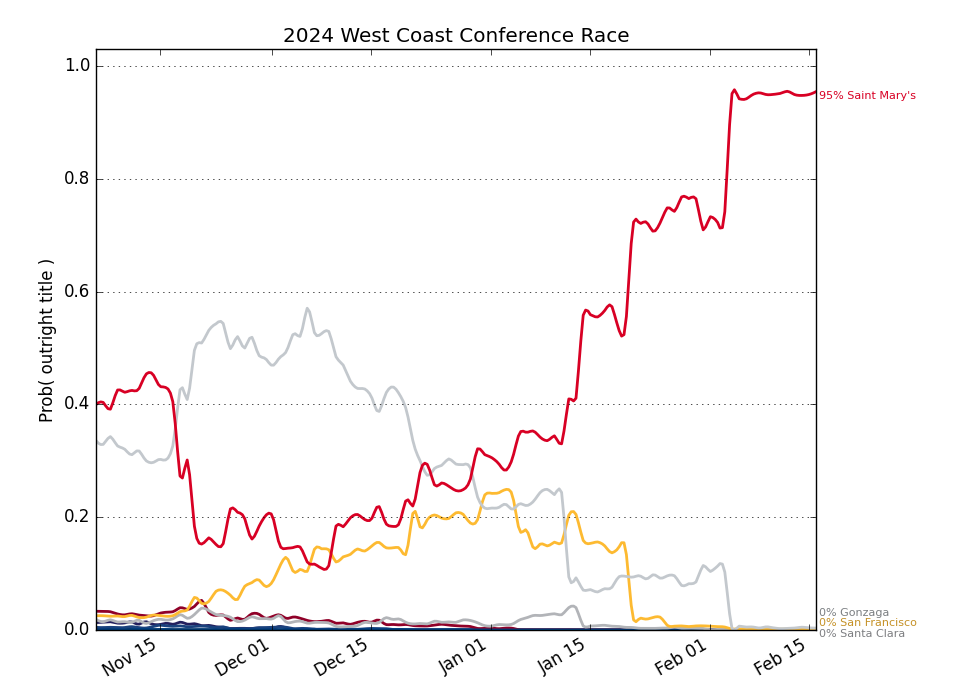 2024 West Coast Conference Race
Prob( outright title )
1.0
0.8
0.6
0.4
0.2
0.0
95% Saint Mary's
0% Gonzaga
0% San Francisco
0% Santa Clara
Nov 15
Dec 01
Dec 15
Jan 01
Jan 15
Feb 01
Feb 15